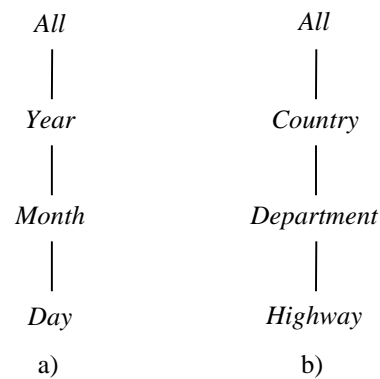 All All
Year Country
Month Department
Day Highway
a) b)